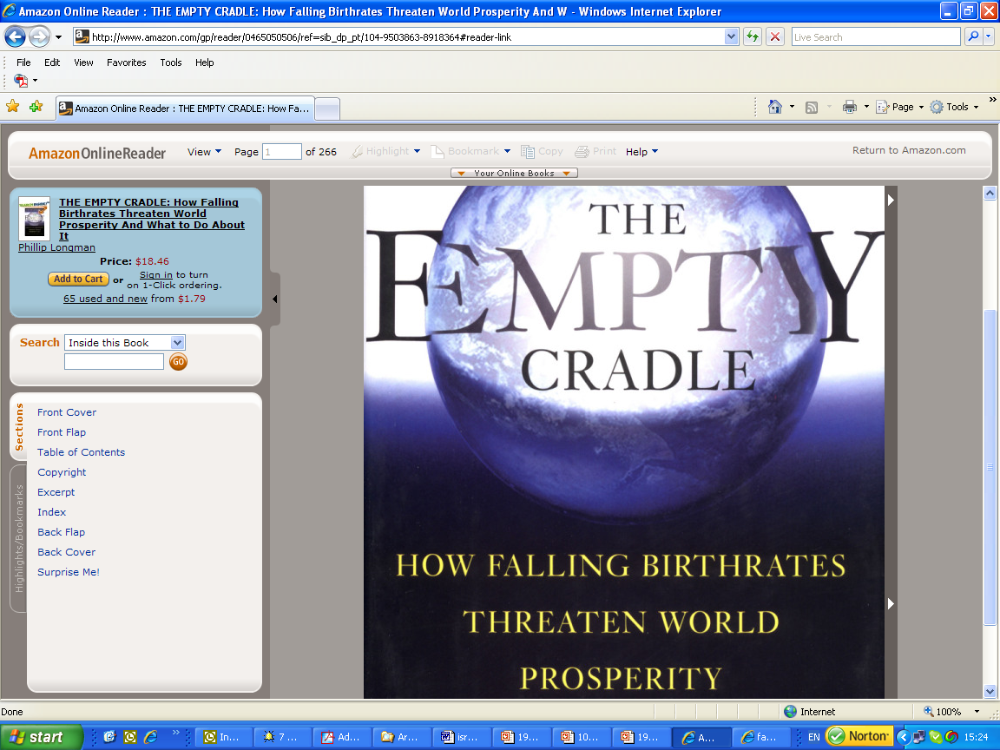 Amazon Online Reader : THE EMPTY CRADLE: How Falling Birthrates Threaten World Prosperity And W - Windows Internet Explorer
http://www.amazon.com/gp/reader/0465050506/ref=sib_dp_pt/104-9503863-8918364#reader-link
Live Search
File Edit View Favorites Tools Help
Amazon Online Reader : THE EMPTY CRADLE: How Fa...
Page Tools
AmazonOnlineReader View Page 1 of 266 Highlight Bookmark Copy Print Help Return to Amazon.com
Your Online Books
THE EMPTY CRADLE: How Falling
Birthrates Threaten World
Prosperity And What to Do About
It
Phillip Longman
Price: $18.46
Add to Cart or Sign in to turn
on 1-Click ordering.
65 used and new from $1.79
Search Inside this Book
GO
Sections
Front Cover
Front Flap
Table of Contents
Copyright
Excerpt
Index
Back Flap
Back Cover
Surprise Me!
Highlights/Bookmarks
THE
EMPTY
CRADLE
HOW FALLING BIRTHRATES
THREATEN WORLD
PROSPERITY
Done Internet 100%
start In... 7 ... Ad... Ar... isr... 19... 10... 19... A... fa... EN Norton 15:24